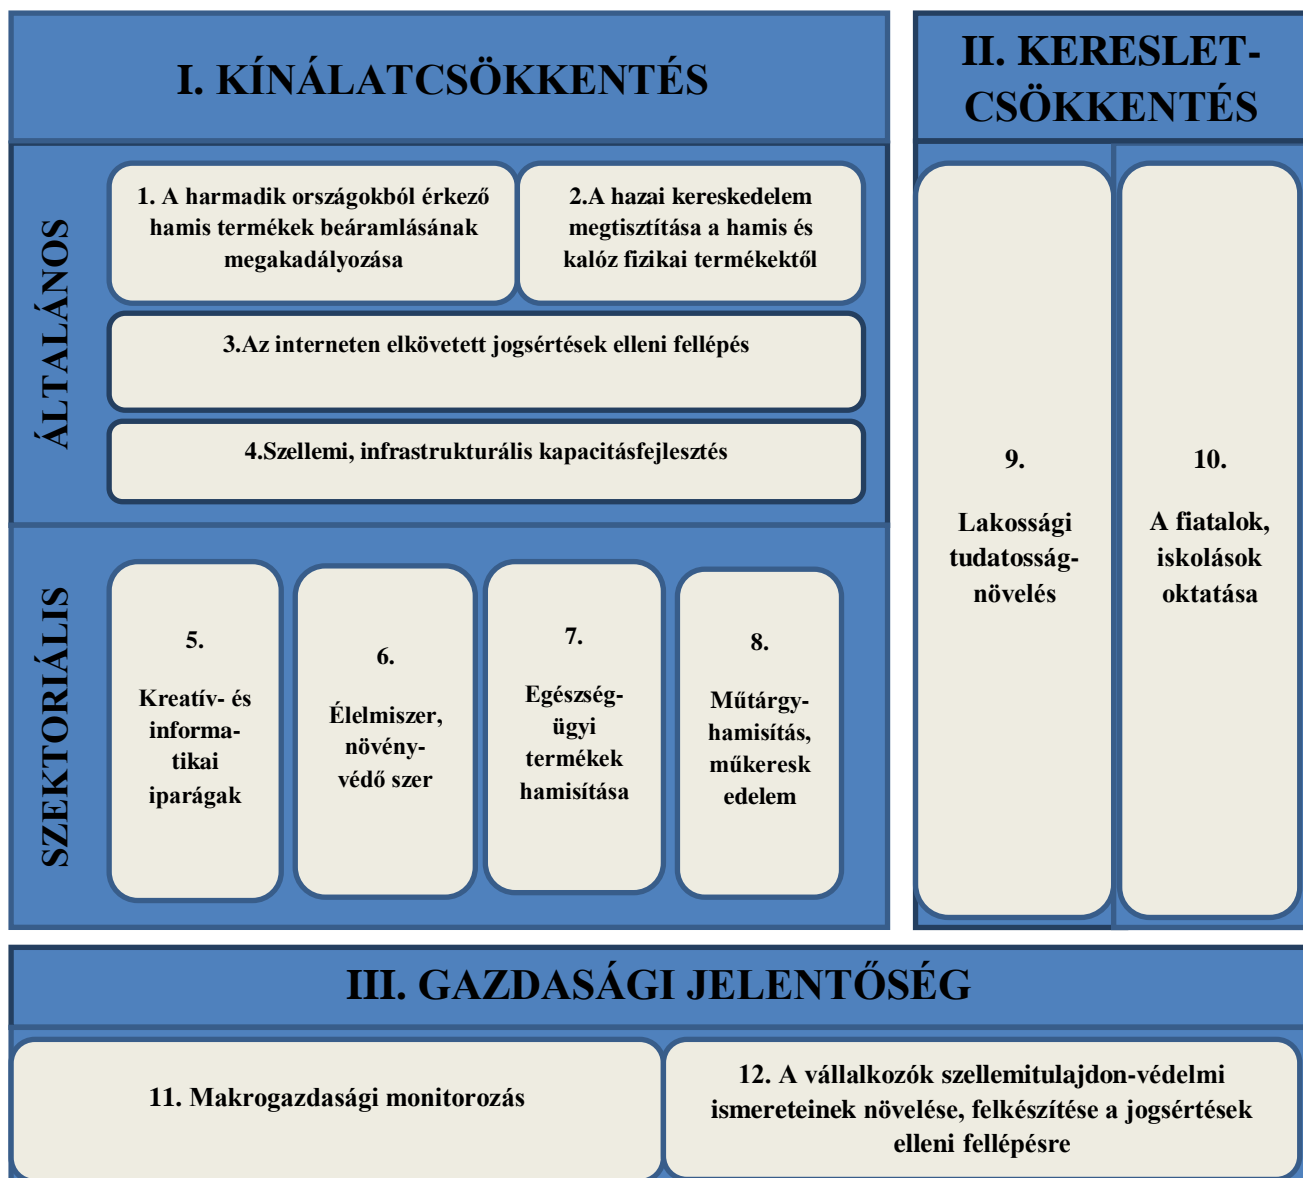 I. KÍNÁLATCSÖKKENTÉS
ÁLTALÁNOS
1. A harmadik országokból érkező
hamis termékek beáramlásának
megakadályozása
2.A hazai kereskedelem
megtisztítása a hamis és
kalóz fizikai termékektől
3.Az interneten elkövetett jogsértések elleni fellépés
4.Szellemi, infrastrukturális kapacitásfejlesztés
SZEKTORIÁLIS
5.
Kreatív- és
informa-
tikai
iparágak
6.
Élelmiszer,
növény-
védő szer
7.
Egészség-
ügyi
termékek
hamisítása
8.
Műtárgy-
hamisítás,
műkeresk
edelem
II. KERESLET-
CSÖKKENTÉS
9.
Lakossági
tudatosság-
növelés
10.
A fiatalok,
iskolások
oktatása
III. GAZDASÁGI JELENTŐSÉG
11. Makrogazdasági monitorozás
12. A vállalkozók szellemitulajdon-védelmi
ismereteinek növelése, felkészítése a jogsértések
elleni fellépésre